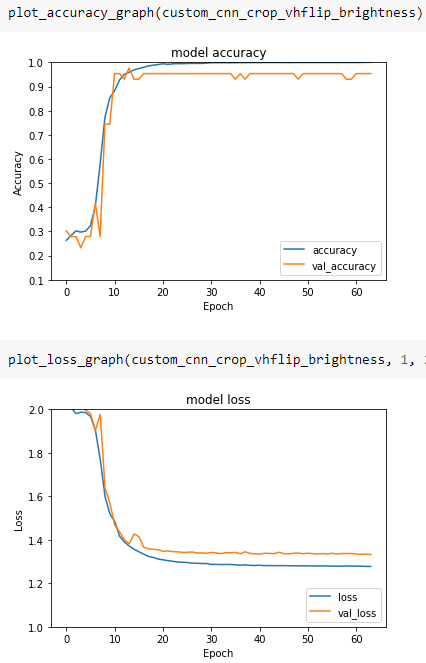 plot_accuracy_graph(custom_cnn_crop_vhflip_brightness)
model accuracy
1.0
0.9
0.8
0.7
0.6
0.5
0.4
0.3
0.2
0.1
Accuracy
accuracy
val_accuracy
0 10 20 30 40 50 60
Epoch
plot_loss_graph(custom_cnn_crop_vhflip_brightness, 1,
model loss
2.0
1.8
1.6
1.4
1.2
1.0
Loss
loss
val_loss
0 10 20 30 40 50 60
Epoch